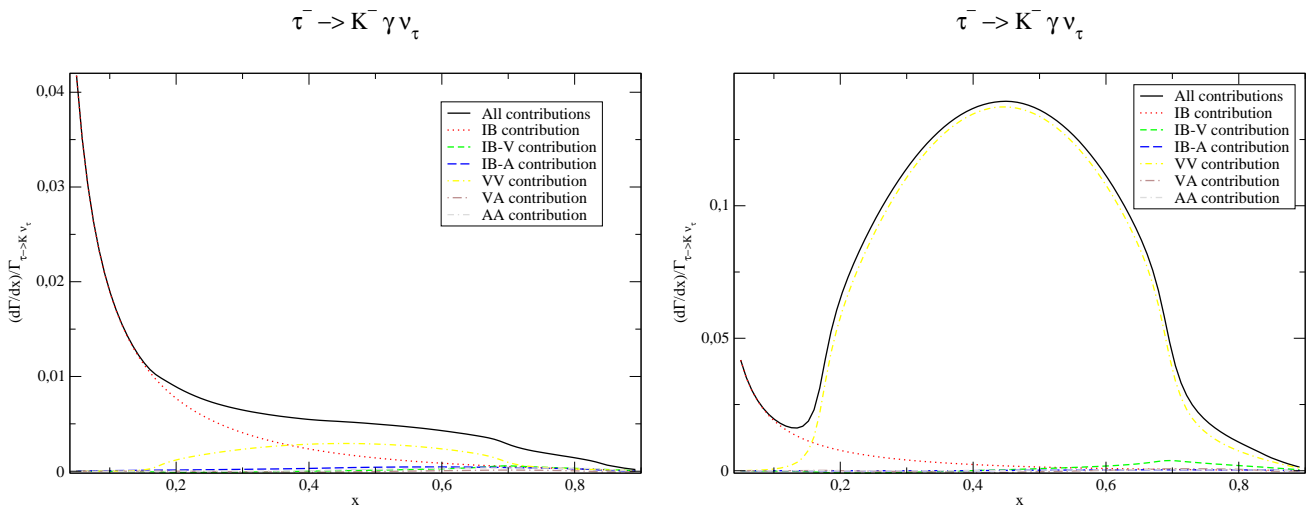 τ⁻ −> K⁻ γ ν_τ
0,04
0,03
0,02
0,01
0
(dΓ/dx)/Γ_τ−>K ν_τ
All contributions
IB contribution
IB-V contribution
IB-A contribution
VV contribution
VA contribution
AA contribution
0,2
0,4
0,6
0,8
x
τ⁻ −> K⁻ γ ν_τ
0,1
0,05
0
(dΓ/dx)/Γ_τ−>K ν_τ
All contributions
IB contribution
IB-V contribution
IB-A contribution
VV contribution
VA contribution
AA contribution
0,2
0,4
0,6
0,8
x